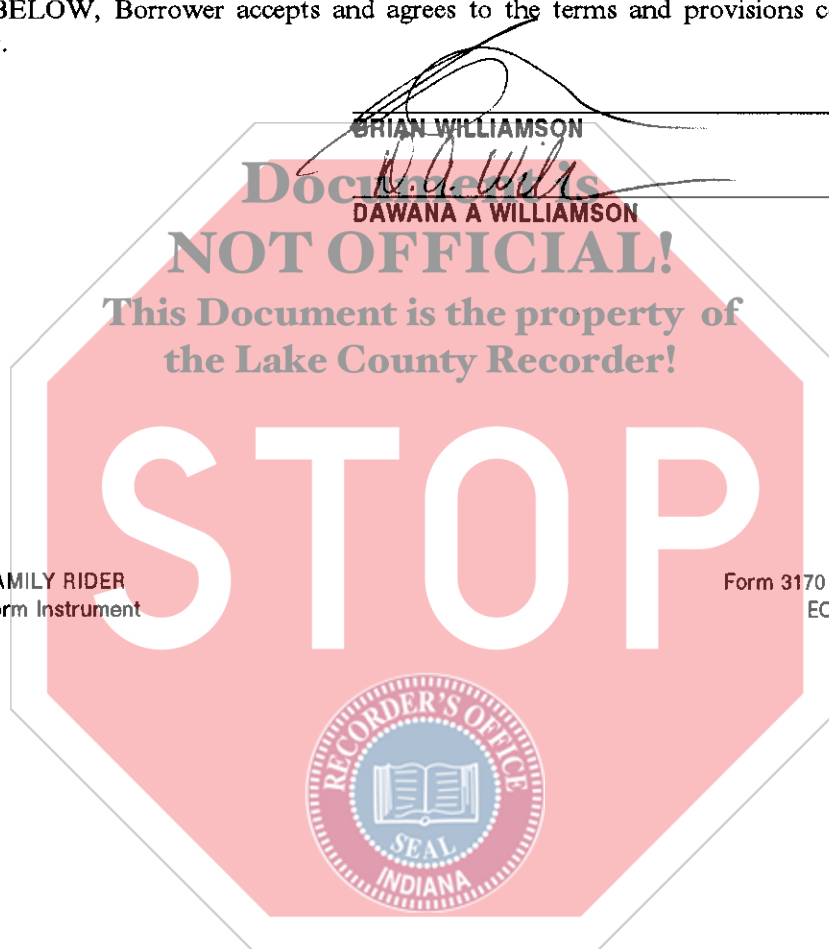 BELOW, Borrower accepts and agrees to the terms and provisions c
.
BRIAN WILLIAMSON
D. A. Will
Document is
DAWANA A WILLIAMSON
NOT OFFICIAL!
This Document is the property of
the Lake County Recorder!
STOP
AMILY RIDER
Form 3170
orm Instrument
EC
RECORDER'S OFFICE
SEAL
INDIANA